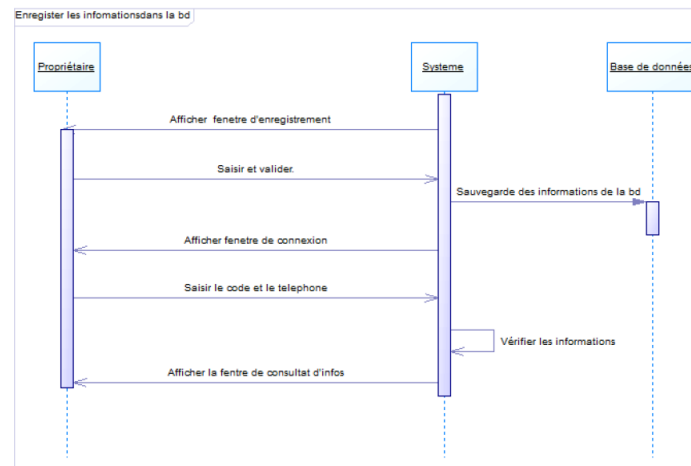 Enregister les infomationsdans la bd
Propriétaire
Systeme
Base de données
Afficher fenetre d'enregistrement
Saisir et valider.
Sauvegarde des informations de la bd
Afficher fenetre de connexion
Saisir le code et le telephone
Vérifier les informations
Afficher la fentre de consultat d'infos